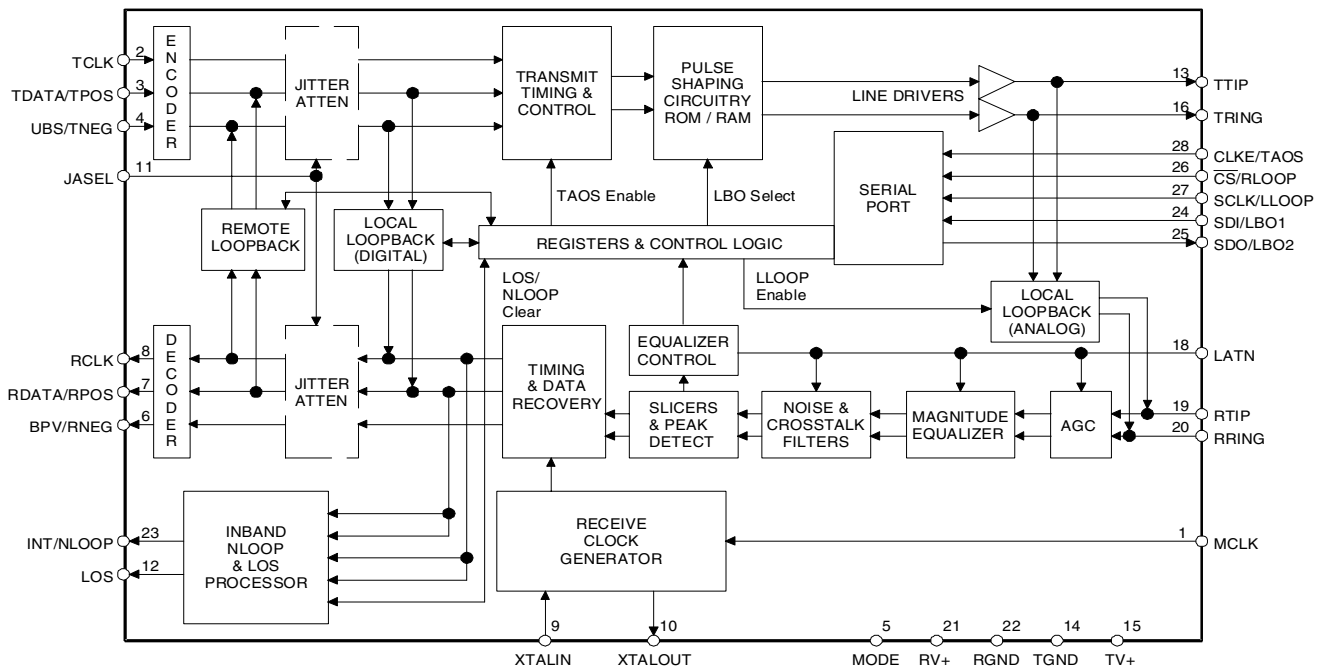 ENCODER
TCLK 2
TDATA/TPOS 3
UBS/TNEG 4
JASEL 11
JITTER
ATTEN
TRANSMIT
TIMING &
CONTROL
PULSE
SHAPING
CIRCUITRY
ROM / RAM
LINE DRIVERS
13 TTIP
16 TRING
28 CLKE/TAOS
26 CS/RLOOP
27 SCLK/LLOOP
24 SDI/LBO1
25 SDO/LBO2
SERIAL
PORT
TAOS Enable
LBO Select
REMOTE
LOOPBACK
LOCAL
LOOPBACK
(DIGITAL)
REGISTERS & CONTROL LOGIC
LOS/
NLOOP
Clear
LLOOP
Enable
LOCAL
LOOPBACK
(ANALOG)
DECODER
RCLK 8
RDATA/RPOS 7
BPV/RNEG 6
JITTER
ATTEN
TIMING
& DATA
RECOVERY
EQUALIZER
CONTROL
SLICERS
& PEAK
DETECT
NOISE &
CROSSTALK
FILTERS
MAGNITUDE
EQUALIZER
AGC
18 LATN
19 RTIP
20 RRING
INT/NLOOP 23
LOS 12
INBAND
NLOOP
& LOS
PROCESSOR
RECEIVE
CLOCK
GENERATOR
1 MCLK
9 10 5 21 22 14 15
XTALIN XTALOUT MODE RV+ RGND TGND TV+